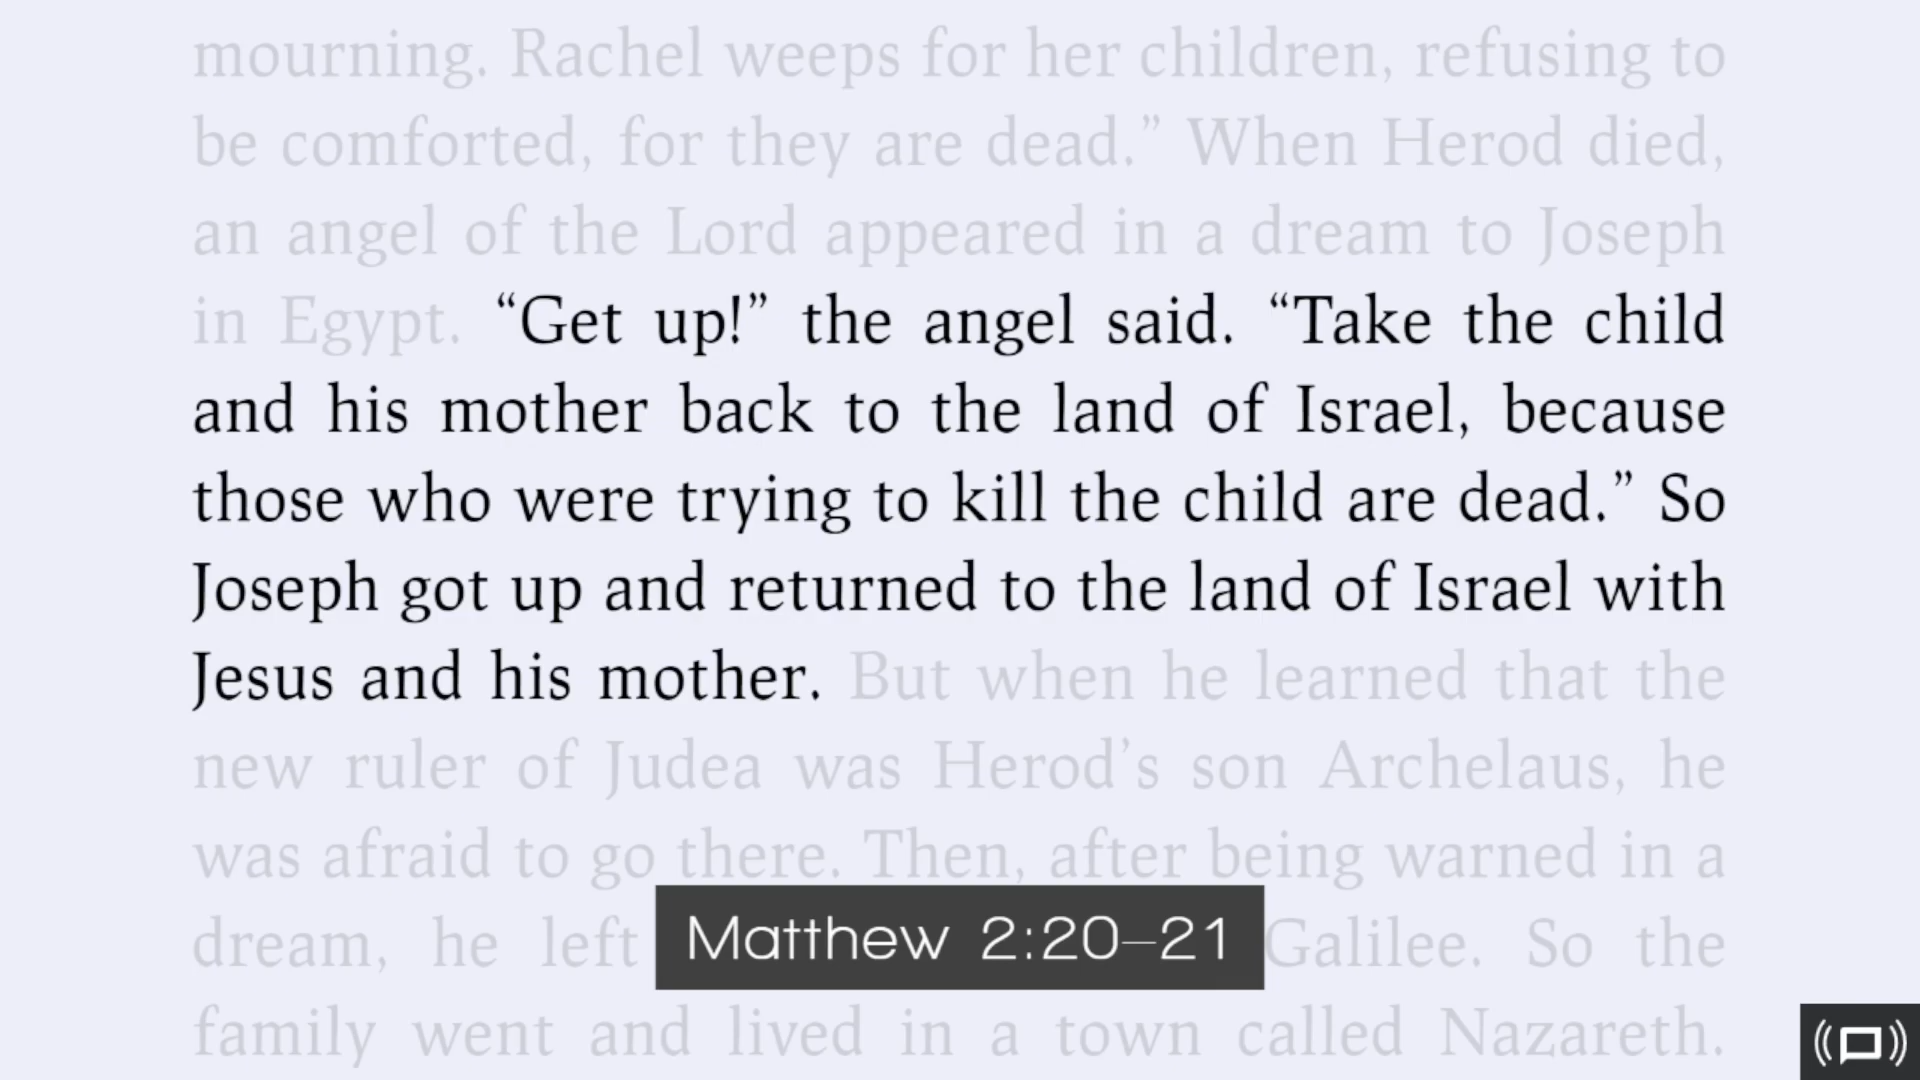 mourning. Rachel weeps for her children, refusing to
be comforted, for they are dead.” When Herod died,
an angel of the Lord appeared in a dream to Joseph
in Egypt. “Get up!” the angel said. “Take the child
and his mother back to the land of Israel, because
those who were trying to kill the child are dead.” So
Joseph got up and returned to the land of Israel with
Jesus and his mother. But when he learned that the
new ruler of Judea was Herod’s son Archelaus, he
was afraid to go there. Then, after being warned in a
dream, he left Galilee. So the
Matthew 2:20–21
family went and lived in a town called Nazareth.